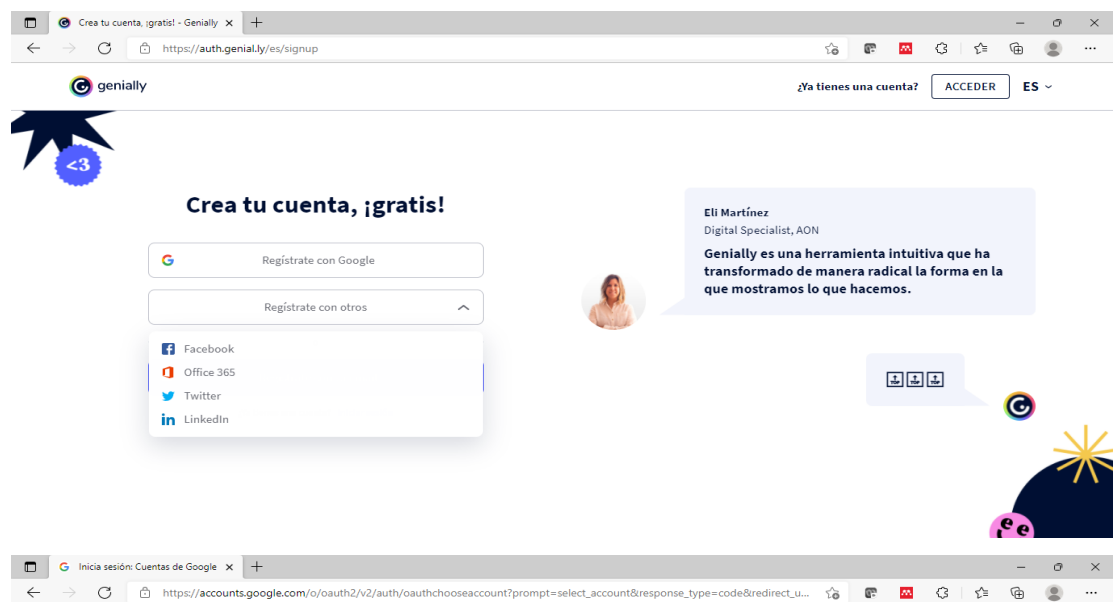 Crea tu cuenta, ¡gratis! - Genially
https://auth.genial.ly/es/signup
genially
¿Ya tienes una cuenta?
ACCEDER
ES
<3
Crea tu cuenta, ¡gratis!
Regístrate con Google
Regístrate con otros
Facebook
Office 365
Twitter
LinkedIn
Eli Martínez
Digital Specialist, AON
Genially es una herramienta intuitiva que ha
transformado de manera radical la forma en la
que mostramos lo que hacemos.
TOP TOP TOP
Inicia sesión: Cuentas de Google
https://accounts.google.com/o/oauth2/v2/auth/oauthchooseaccount?prompt=select_account&response_type=code&redirect_u...